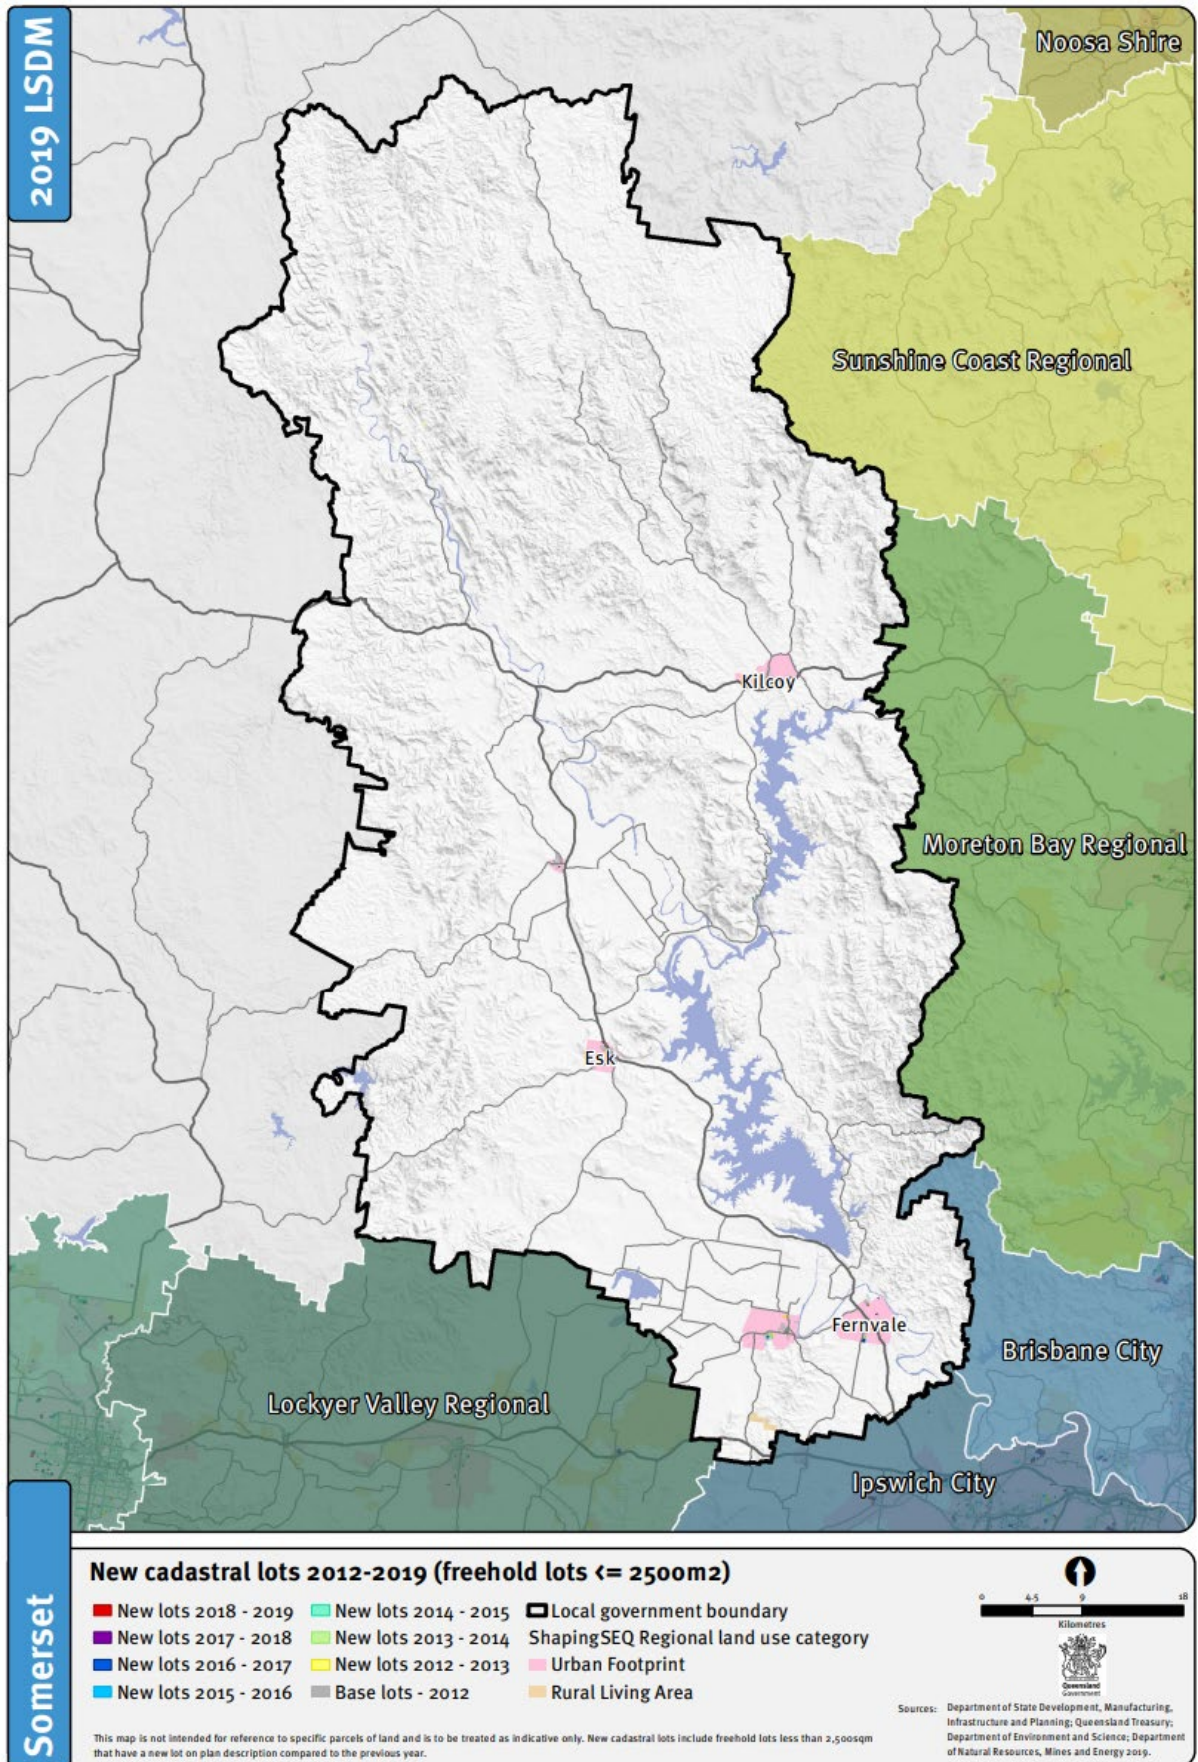 2019 LSDM
Noosa Shire
Sunshine Coast Regional
Kilcoy
Moreton Bay Regional
Esk
Fernvale
Brisbane City
Lockyer Valley Regional
Ipswich City
Somerset
New cadastral lots 2012-2019 (freehold lots <= 2500m2)
New lots 2018 - 2019
New lots 2017 - 2018
New lots 2016 - 2017
New lots 2015 - 2016
New lots 2014 - 2015
New lots 2013 - 2014
New lots 2012 - 2013
Base lots - 2012
Local government boundary
ShapingSEQ Regional land use category
Urban Footprint
Rural Living Area
0 4.5 9 18
Kilometres
Queensland
Government
Sources: Department of State Development, Manufacturing,
Infrastructure and Planning; Queensland Treasury;
Department of Environment and Science; Department
of Natural Resources, Mines and Energy 2019.
This map is not intended for reference to specific parcels of land and is to be treated as indicative only. New cadastral lots include freehold lots less than 2,500sqm
that have a new lot on plan description compared to the previous year.